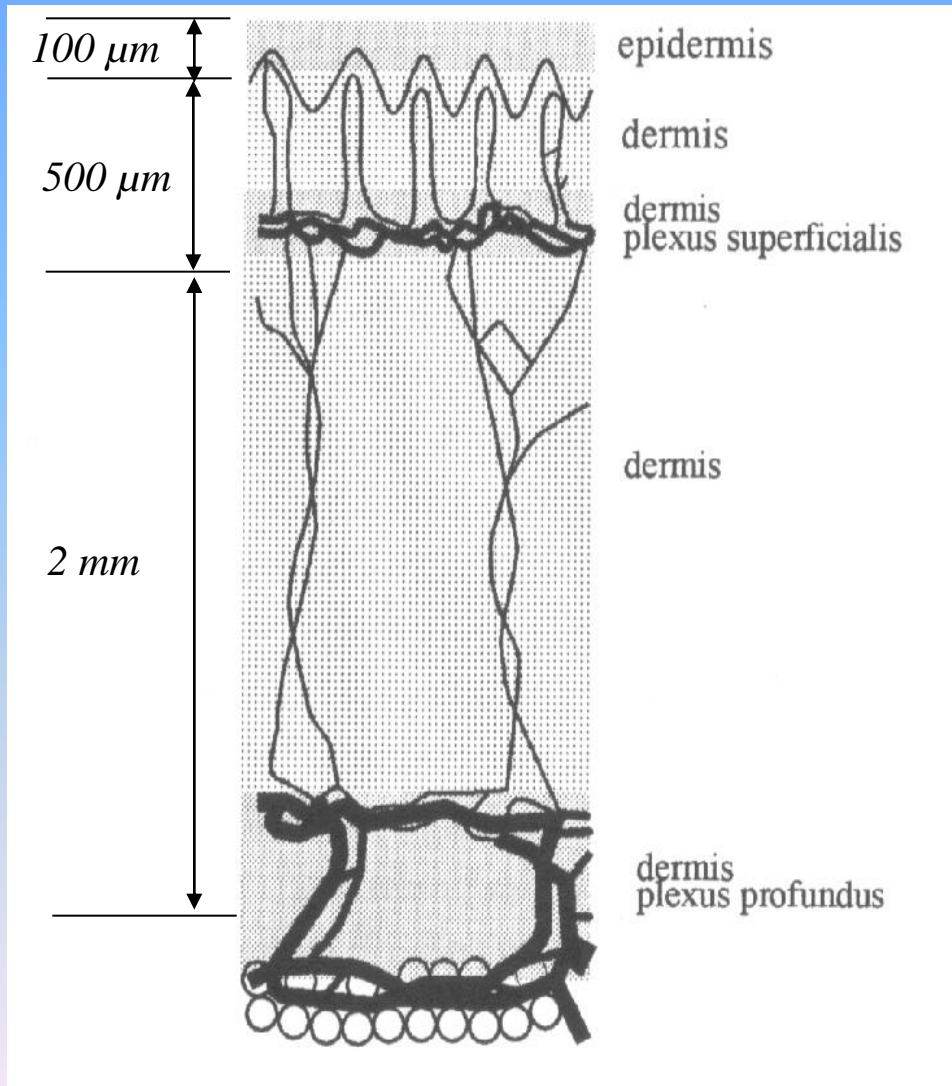 100 μm
epidermis
500 μm
dermis
dermis
plexus superficialis
2 mm
dermis
dermis
plexus profundus